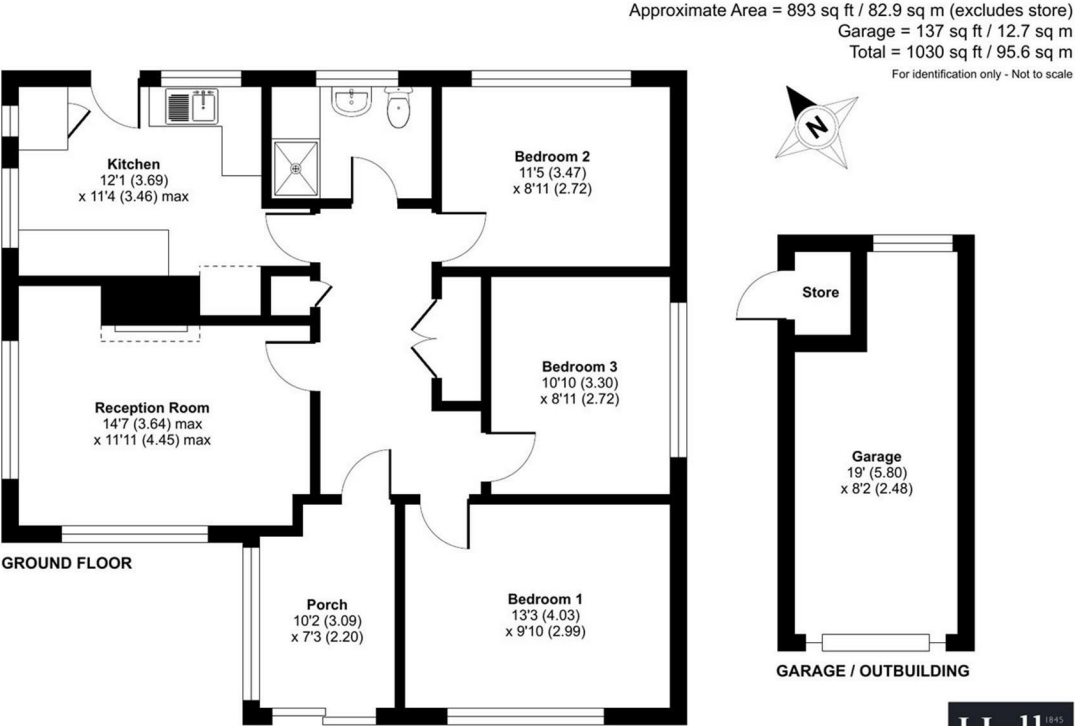 Approximate Area = 893 sq ft / 82.9 sq m (excludes store)
Garage = 137 sq ft / 12.7 sq m
Total = 1030 sq ft / 95.6 sq m
For identification only - Not to scale
N
Kitchen
12'1 (3.69)
x 11'4 (3.46) max
Bedroom 2
11'5 (3.47)
x 8'11 (2.72)
Store
Bedroom 3
10'10 (3.30)
x 8'11 (2.72)
Reception Room
14'7 (3.64) max
x 11'11 (4.45) max
Garage
19' (5.80)
x 8'2 (2.48)
GROUND FLOOR
Porch
10'2 (3.09)
x 7'3 (2.20)
Bedroom 1
13'3 (4.03)
x 9'10 (2.99)
GARAGE / OUTBUILDING
1845